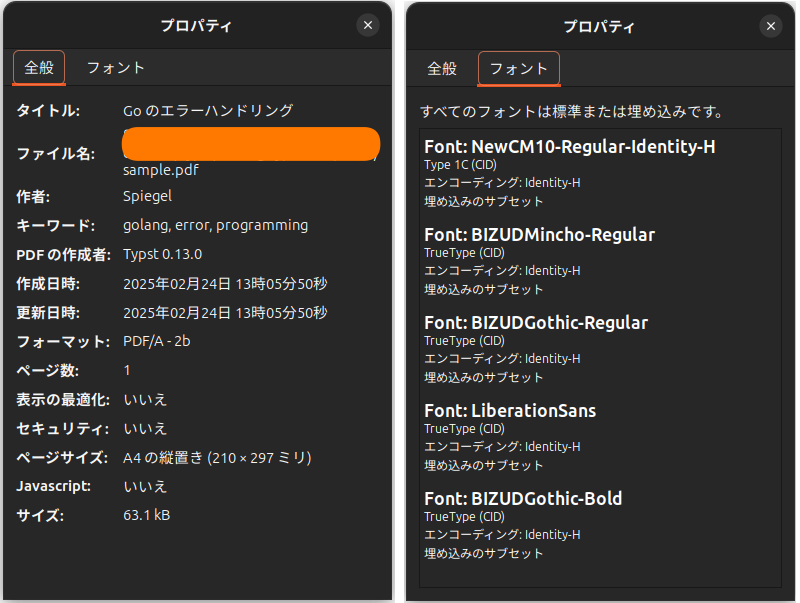 プロパティ
全般
フォント
タイトル: Go のエラーハンドリング
ファイル名:
sample.pdf
作者: Spiegel
キーワード: golang, error, programming
PDF の作成者: Typst 0.13.0
作成日時: 2025年02月24日 13時05分50秒
更新日時: 2025年02月24日 13時05分50秒
フォーマット: PDF/A - 2b
ページ数: 1
表示の最適化: いいえ
セキュリティ: いいえ
ページサイズ: A4 の縦置き (210 × 297 ミリ)
Javascript: いいえ
サイズ: 63.1 kB
プロパティ
全般
フォント
すべてのフォントは標準または埋め込みです。
Font: NewCM10-Regular-Identity-H
Type 1C (CID)
エンコーディング: Identity-H
埋め込みのサブセット
Font: BIZUDMincho-Regular
TrueType (CID)
エンコーディング: Identity-H
埋め込みのサブセット
Font: BIZUDGothic-Regular
TrueType (CID)
エンコーディング: Identity-H
埋め込みのサブセット
Font: LiberationSans
TrueType (CID)
エンコーディング: Identity-H
埋め込みのサブセット
Font: BIZUDGothic-Bold
TrueType (CID)
エンコーディング: Identity-H
埋め込みのサブセット